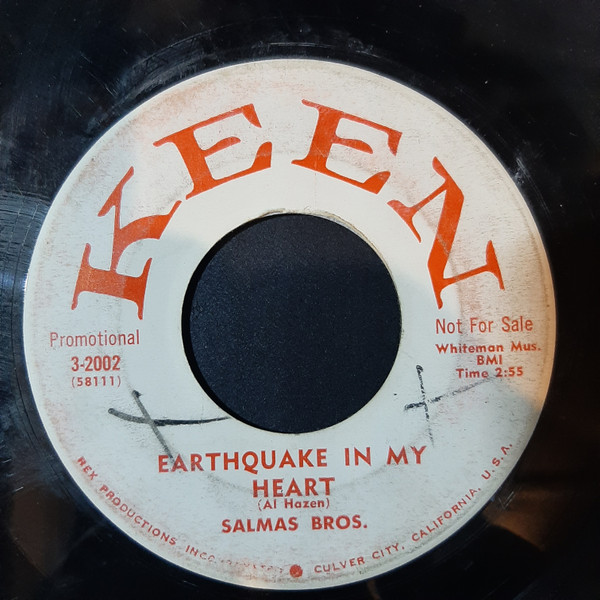 KEEN
Promotional
3-2002
(58111)
Not For Sale
Whiteman Mus.
BMI
Time 2:55
EARTHQUAKE IN MY
HEART
(Al Hazen)
SALMAS BROS.
REX PRODUCTIONS INC. CULVER CITY, CALIFORNIA, U.S.A.